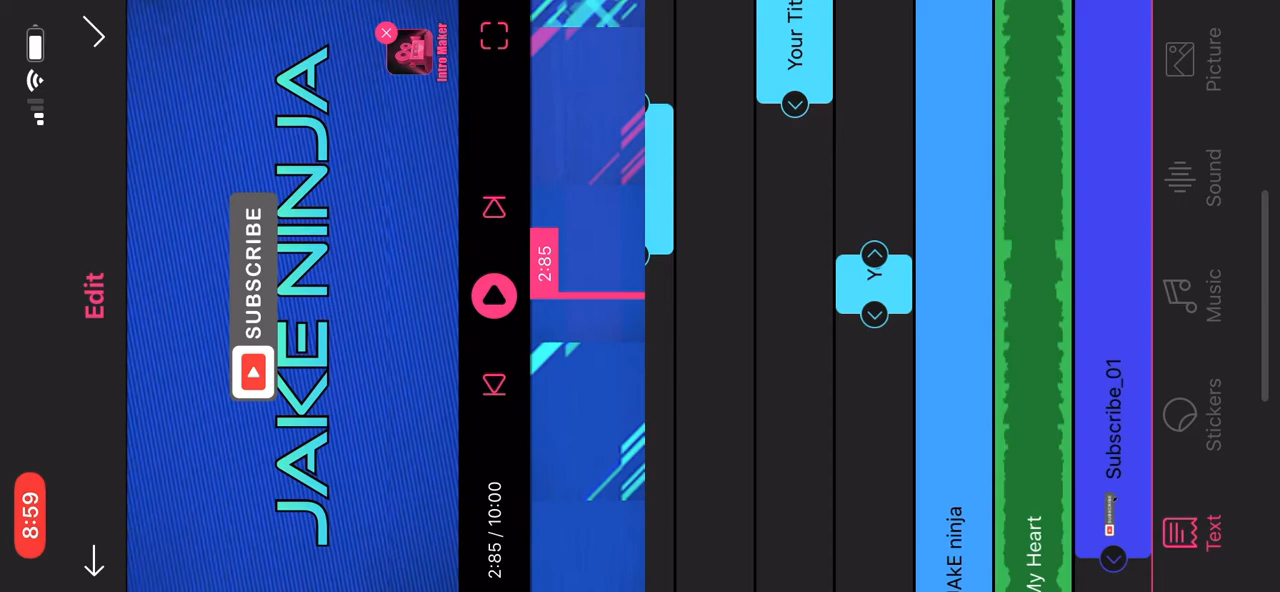 8:59
Edit
SUBSCRIBE
JAKE NINJA
Intro Maker
2:85 / 10:00
2:85
Your Tit
Y
JAkE ninja
My Heart
SUBSCRIBE
Subscribe_01
Text
Stickers
Music
Sound
Picture